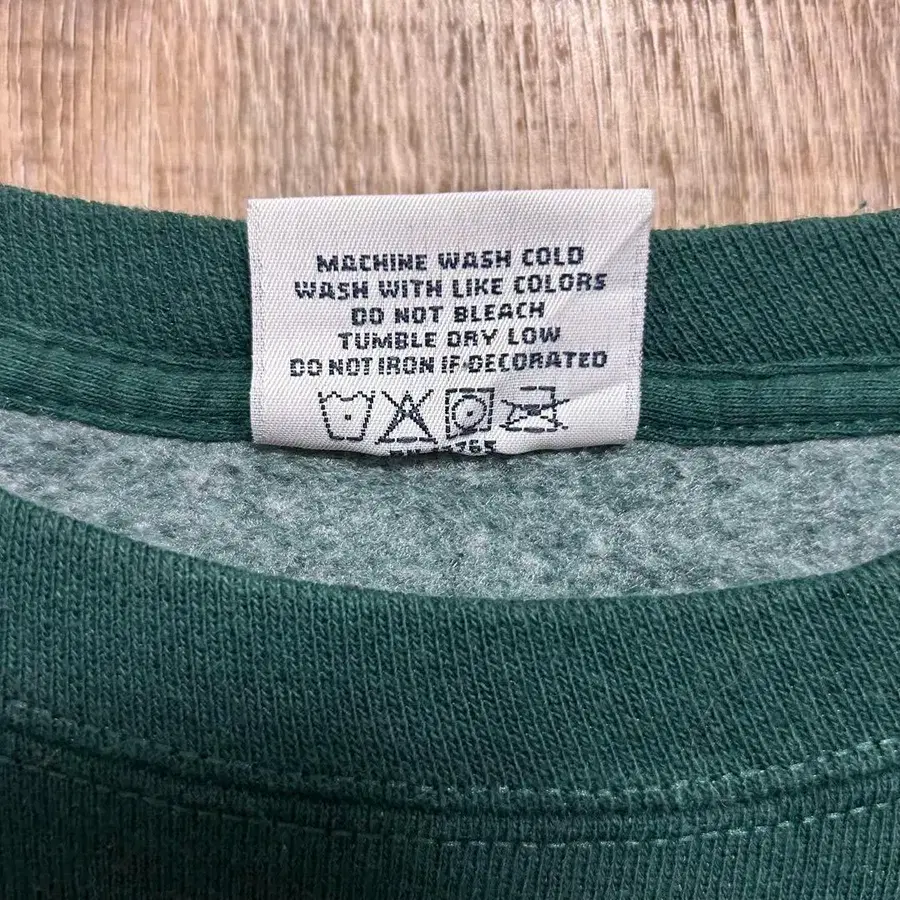 MACHINE WASH COLD
WASH WITH LIKE COLORS
DO NOT BLEACH
TUMBLE DRY LOW
DO NOT IRON IF DECORATED